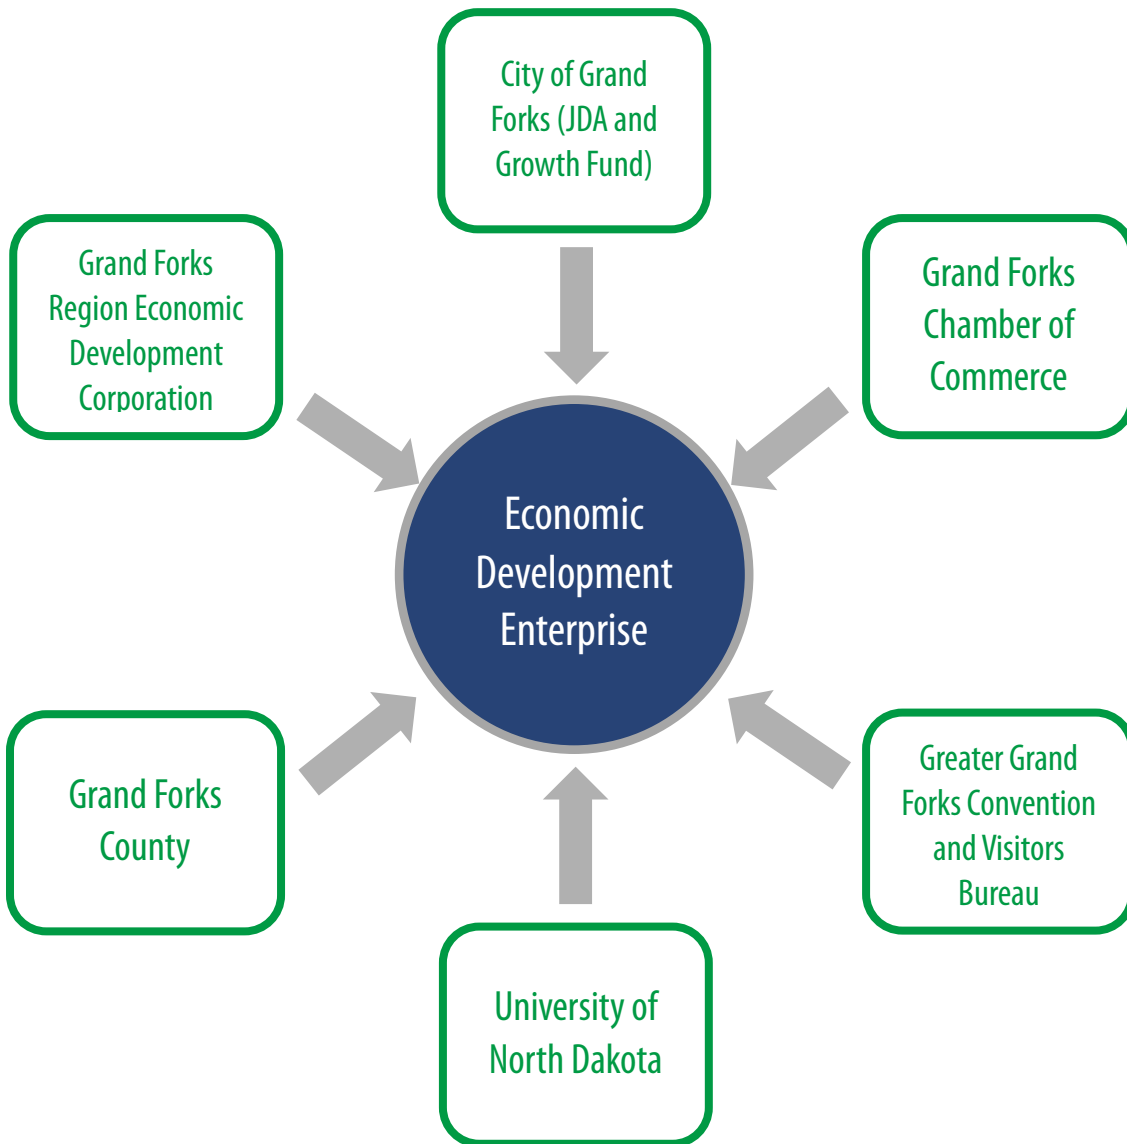 City of Grand
Forks (JDA and
Growth Fund)
Grand Forks
Region Economic
Development
Corporation
Grand Forks
Chamber of
Commerce
Economic
Development
Enterprise
Grand Forks
County
Greater Grand
Forks Convention
and Visitors
Bureau
University of
North Dakota